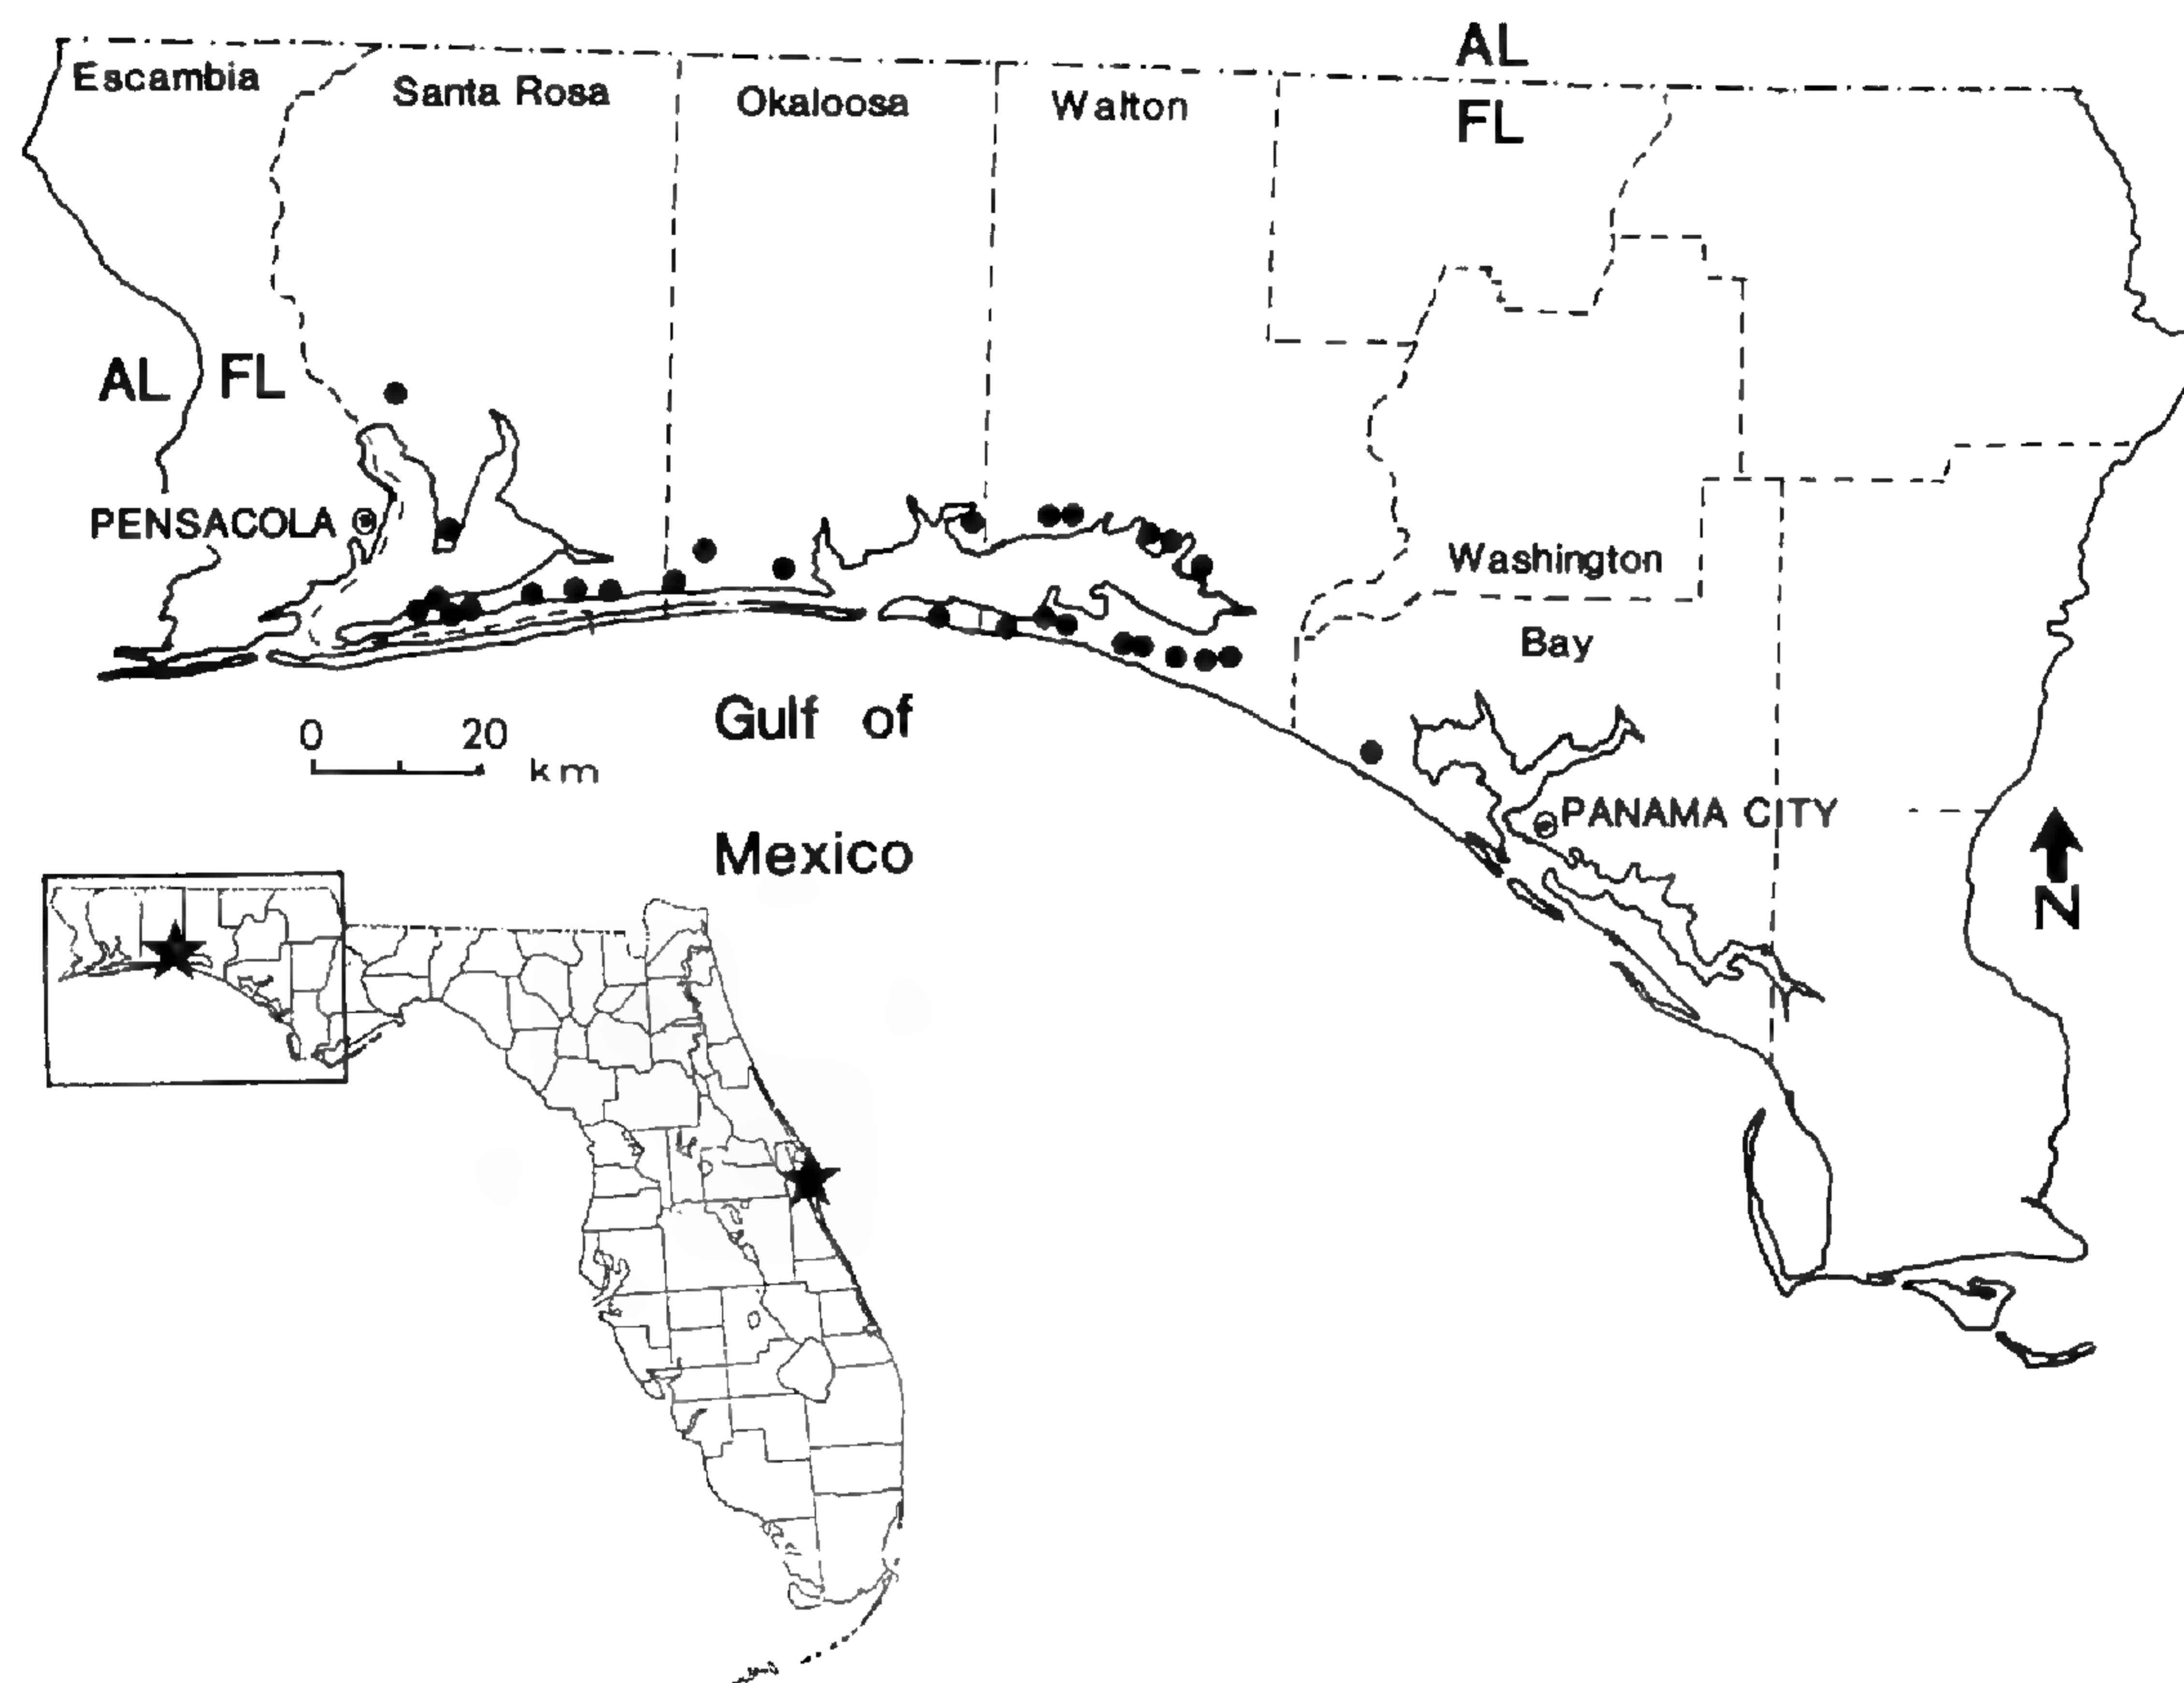 AL
Escambia
Santa Rosa
Okaloosa
Walton
FL
AL FL
PENSACOLA
Washington
Bay
Gulf of
0 20
km
PANAMA CITY
Mexico
N